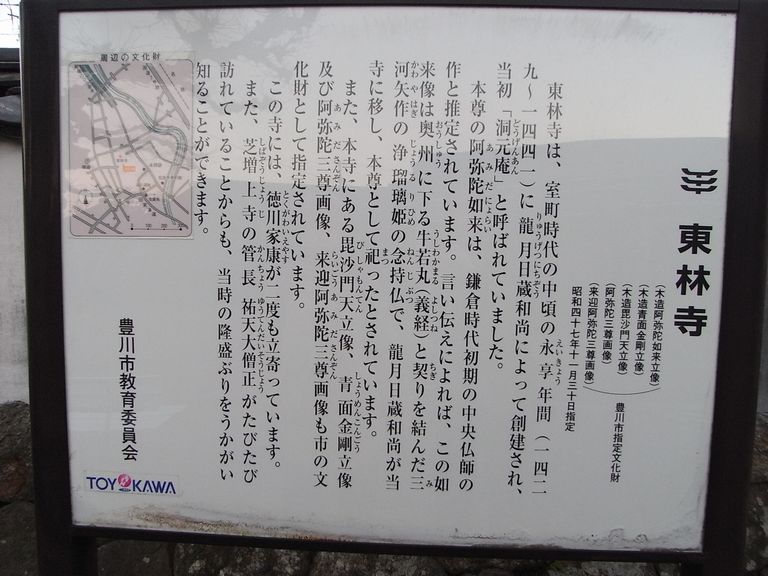 東林寺
(木造阿弥陀如来立像)
(木造青面金剛立像)
(木造毘沙門天立像)
(阿弥陀三尊画像)
(来迎阿弥陀三尊画像)
豊川市指定文化財
昭和四十七年十一月三十日指定
東林寺は、室町時代の中頃の永享年間(一四二
九〜一四四一)に龍月日蔵和尚によって創建され、
当初「洞元庵」と呼ばれていました。
本尊の阿弥陀如来は、鎌倉時代初期の中央仏師の
作と推定されています。言い伝えによれば、この如
来像は奥州に下る牛若丸(義経)と契りを結んだ三
河矢作の浄瑠璃姫の念持仏で、龍月日蔵和尚が当
寺に移し、本尊として祀ったとされています。
また、本寺にある毘沙門天立像、青面金剛立像
及び阿弥陀三尊画像、来迎阿弥陀三尊画像も市の文
化財として指定されています。
この寺には、徳川家康が二度も立寄っています。
また、芝増上寺の管長祐天大僧正がたびたび
訪れていることからも、当時の隆盛ぶりをうかがい
知ることができます。
豊川市教育委員会
周辺の文化財
TOYOKAWA